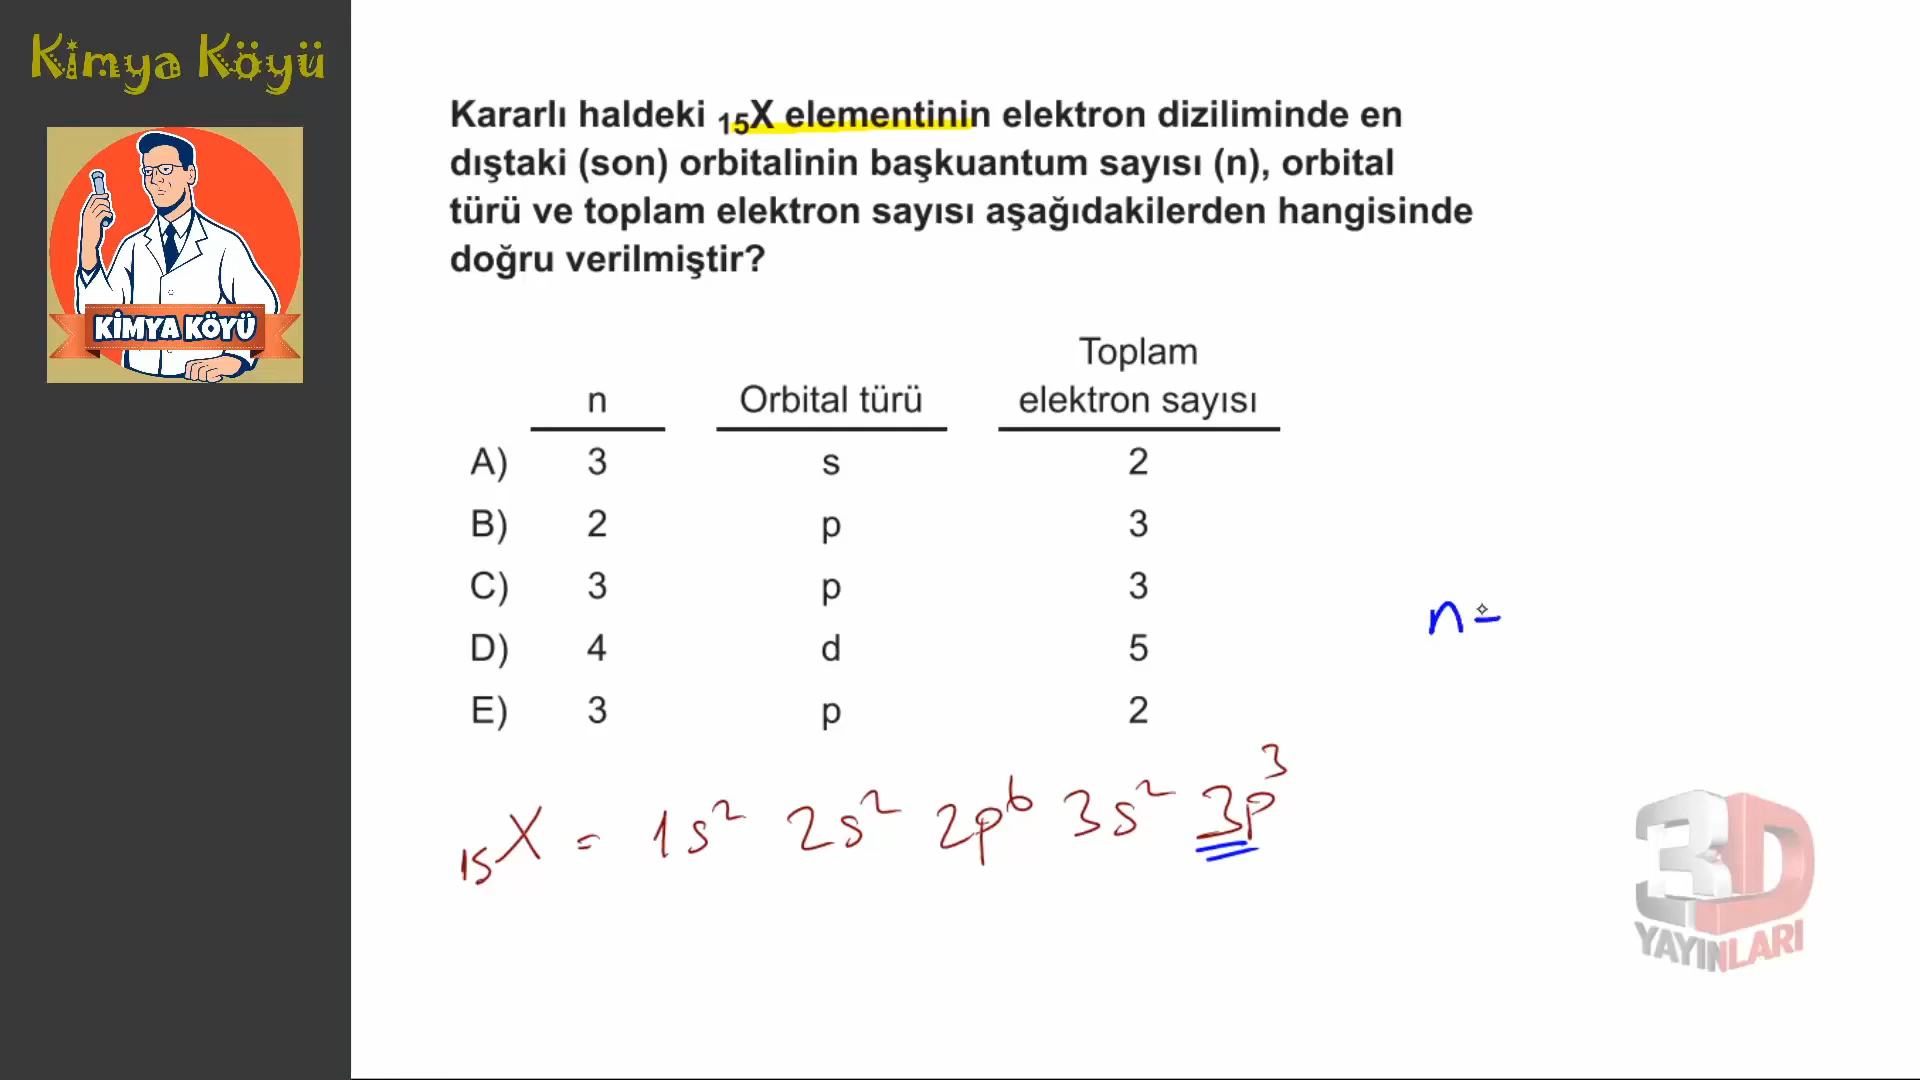 Kimya Köyü
KİMYA KÖYÜ
Kararlı haldeki ₁₅X elementinin elektron diziliminde en
dıştaki (son) orbitalinin başkuantum sayısı (n), orbital
türü ve toplam elektron sayısı aşağıdakilerden hangisinde
doğru verilmiştir?
Toplam
n Orbital türü elektron sayısı
A) 3 s 2
B) 2 p 3
C) 3 p 3
D) 4 d 5
E) 3 p 2
n=
₁₅X = 1s² 2s² 2p⁶ 3s² 3p³
3D
YAYINLARI